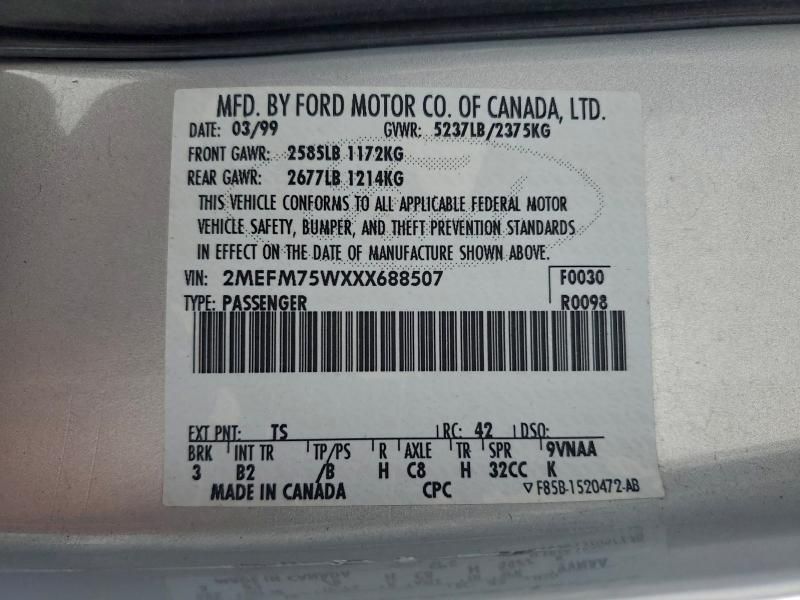 MFD. BY FORD MOTOR CO. OF CANADA, LTD.
DATE: 03/99 GVWR: 5237LB/2375KG
FRONT GAWR: 2585LB 1172KG
REAR GAWR: 2677LB 1214KG
THIS VEHICLE CONFORMS TO ALL APPLICABLE FEDERAL MOTOR
VEHICLE SAFETY, BUMPER, AND THEFT PREVENTION STANDARDS
IN EFFECT ON THE DATE OF MANUFACTURE SHOWN ABOVE.
VIN: 2MEFM75WXXX688507 F0030
TYPE: PASSENGER R0098
EXT PNT: TS RC: 42 DSO:
BRK INT TR TP/PS R AXLE TR SPR 9VNAA
3 B2 /B H C8 H 32CC K
MADE IN CANADA CPC ▽F85B-1520472-AB